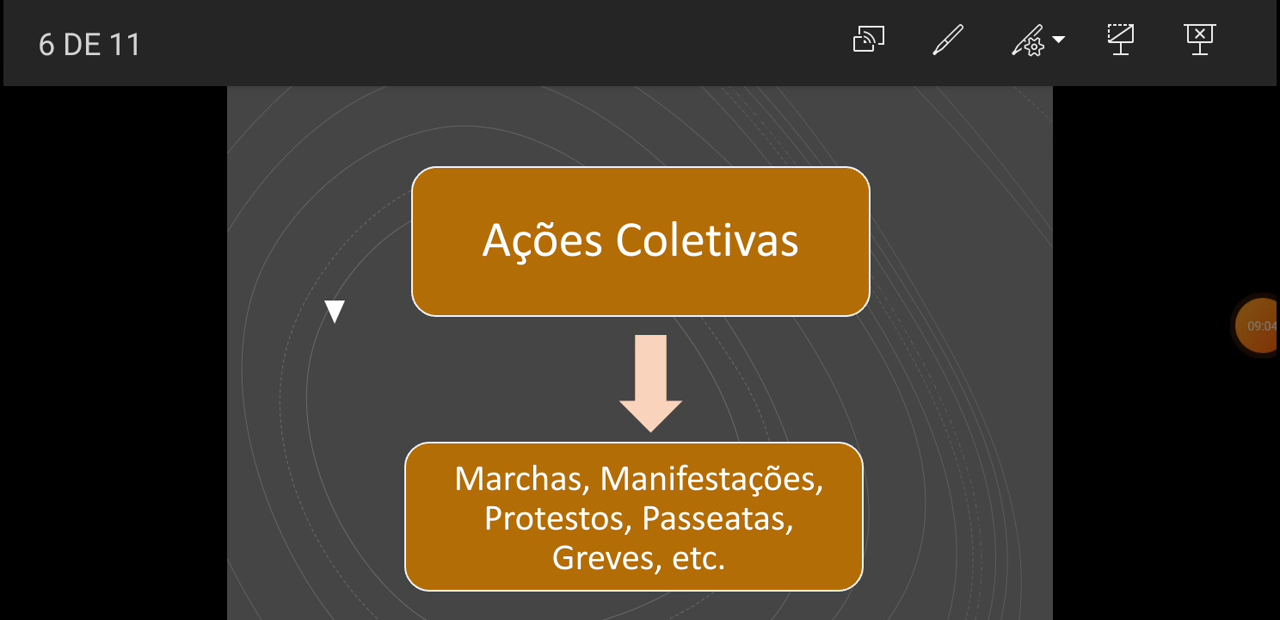 6 DE 11
Ações Coletivas
09:04
Marchas, Manifestações,
Protestos, Passeatas,
Greves, etc.